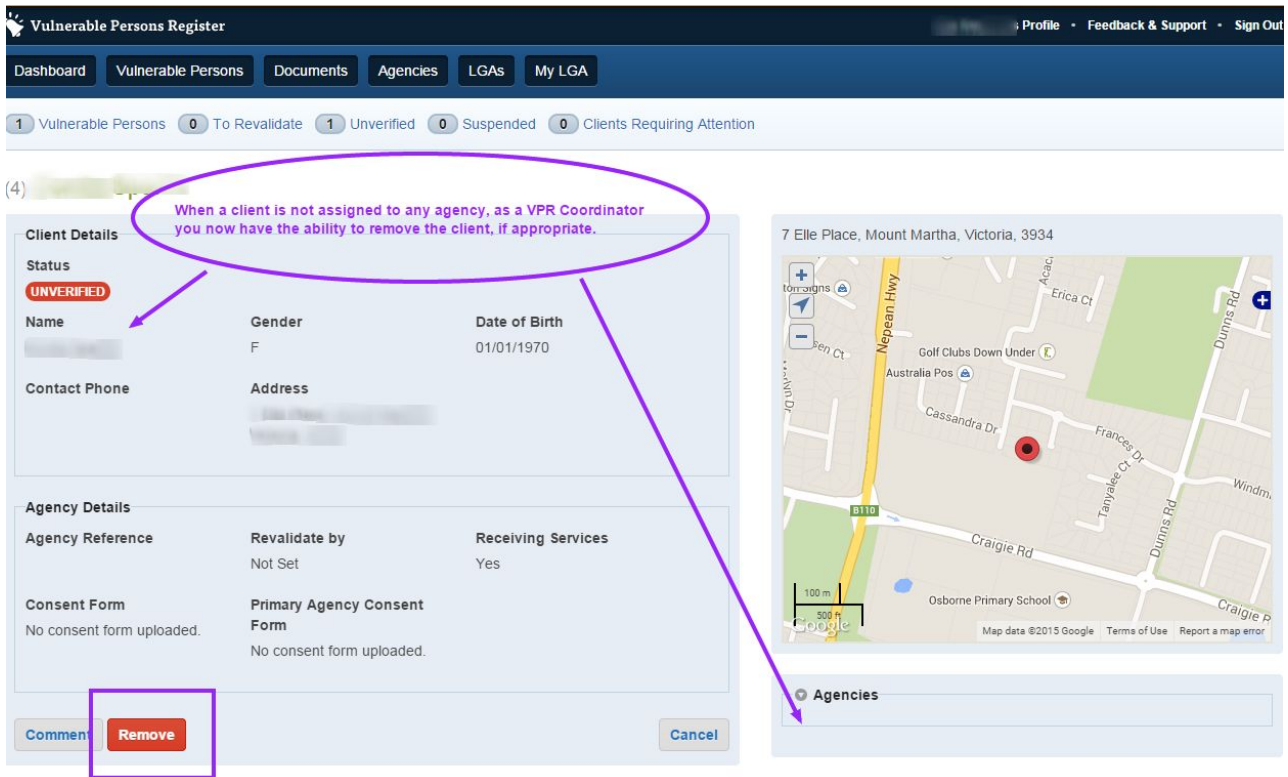 Vulnerable Persons Register
Profile • Feedback & Support • Sign Out
Dashboard Vulnerable Persons Documents Agencies LGAs My LGA
1 Vulnerable Persons 0 To Revalidate 1 Unverified 0 Suspended 0 Clients Requiring Attention
(4)
When a client is not assigned to any agency, as a VPR Coordinator
you now have the ability to remove the client, if appropriate.
Client Details
Status
UNVERIFIED
Name Gender Date of Birth
F 01/01/1970
Contact Phone Address
Agency Details
Agency Reference Revalidate by Receiving Services
Not Set Yes
Consent Form Primary Agency Consent
Form
No consent form uploaded.
No consent form uploaded.
Comment Remove Cancel
7 Elle Place, Mount Martha, Victoria, 3934
+
−
Nepean Hwy
Erica Ct
Dunns Rd
Golf Clubs Down Under
Australia Pos
Cassandra Dr
Frances Dr
Tanyalee Ct
Windm
B110
Craigie Rd
Dunns Rd
100 m
500 ft
Osborne Primary School
Craigie R
Google
Map data ©2015 Google Terms of Use Report a map error
Agencies